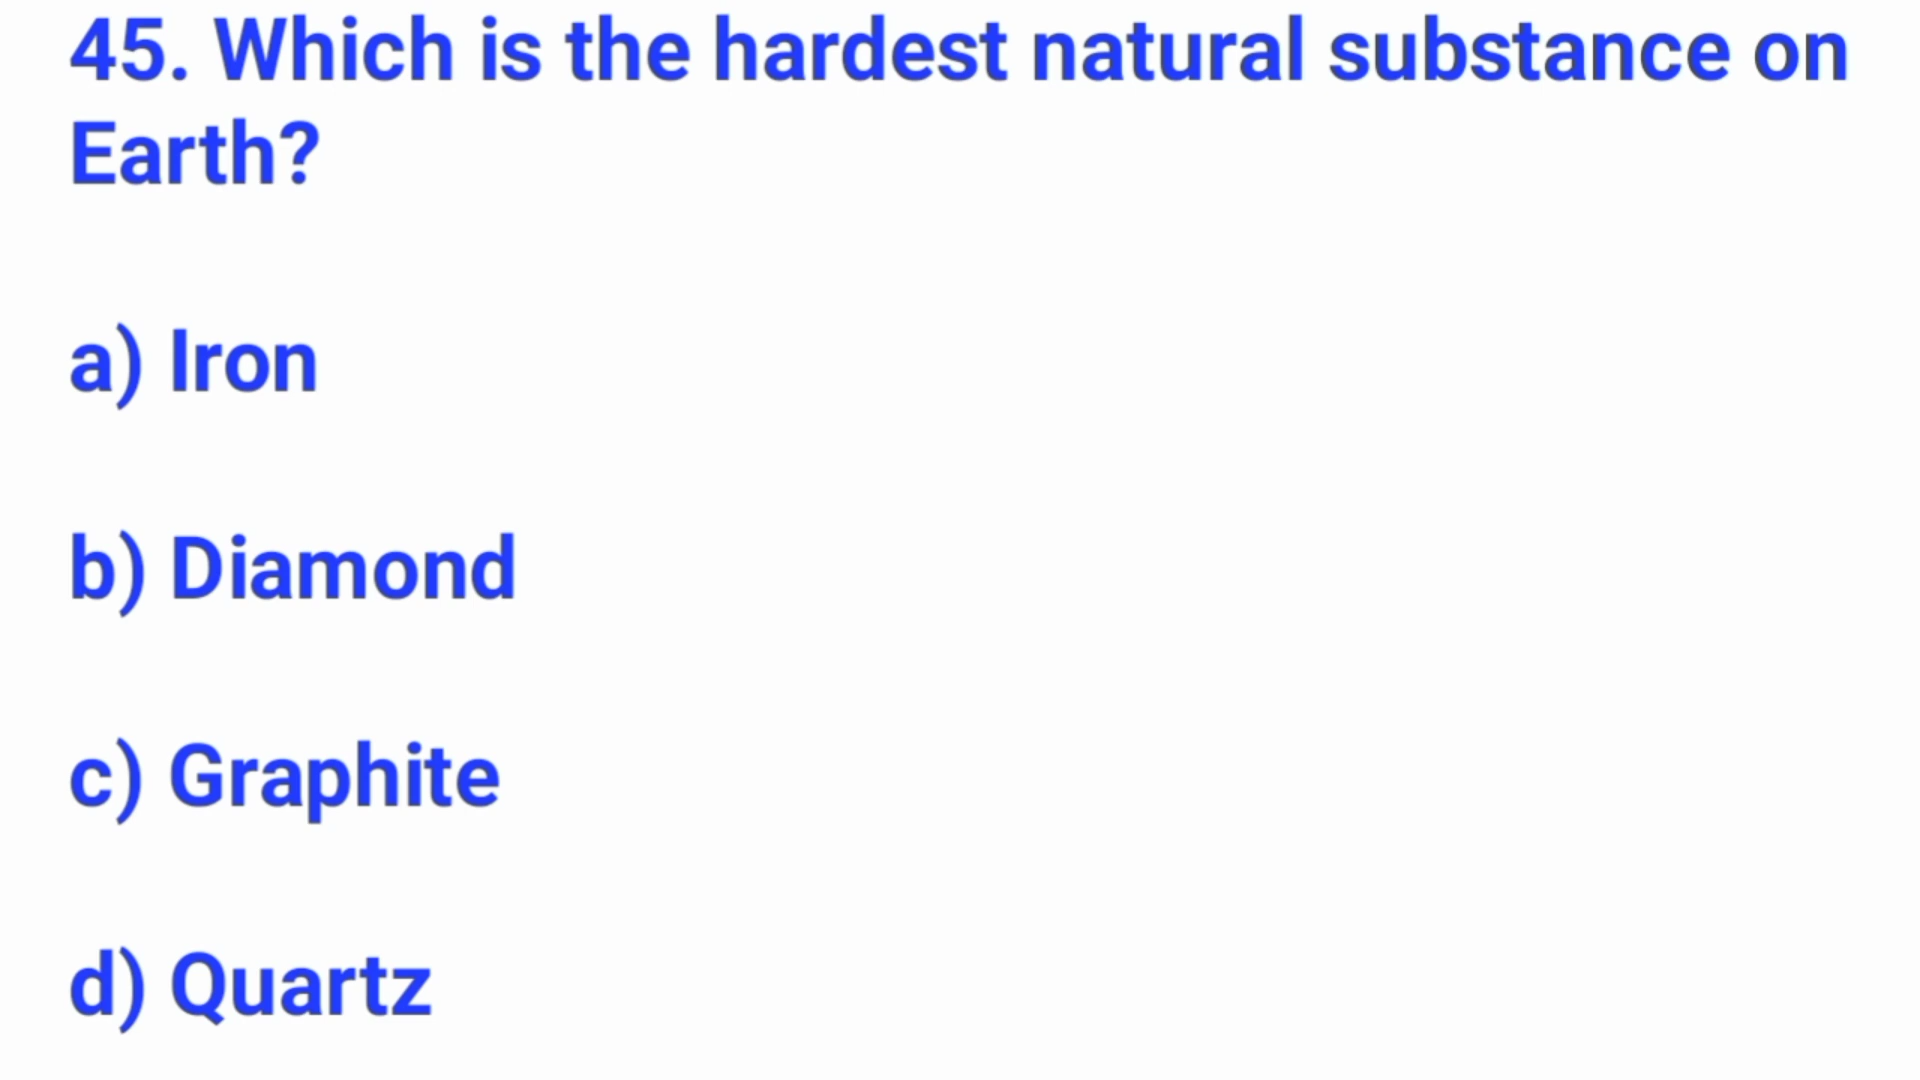 45. Which is the hardest natural substance on
Earth?
a) Iron
b) Diamond
c) Graphite
d) Quartz